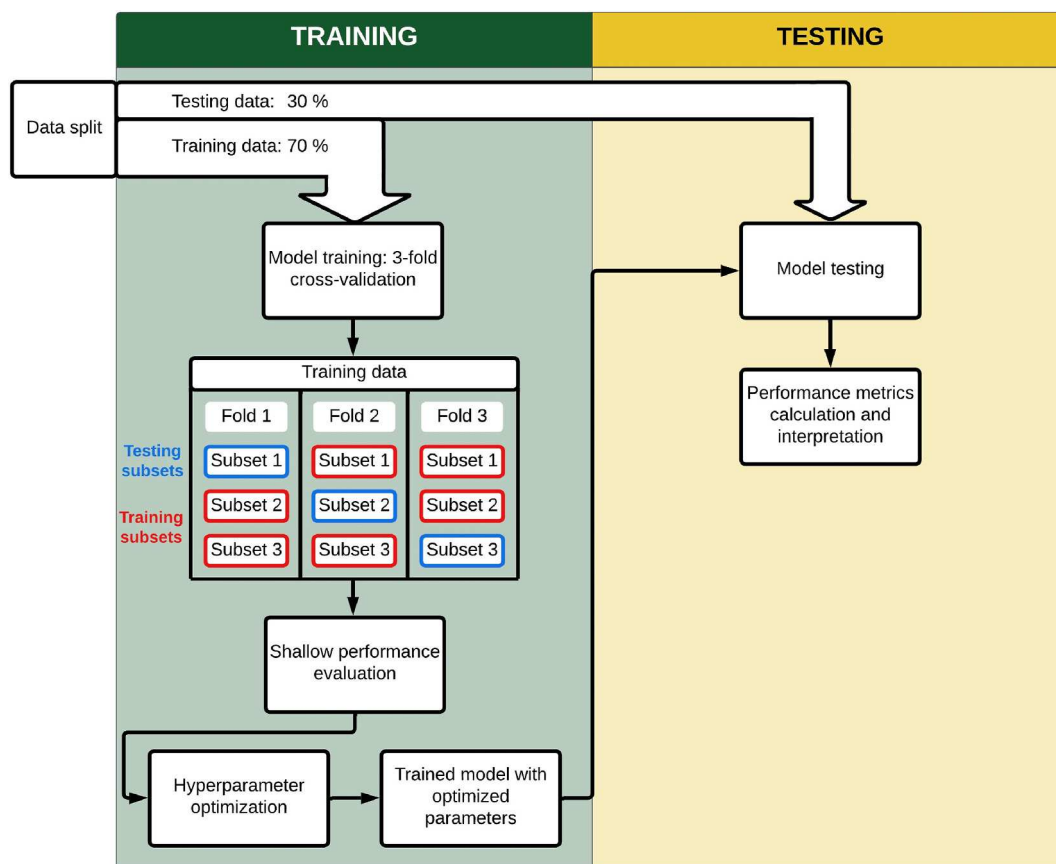 TRAINING
TESTING
Data split
Testing data: 30 %
Training data: 70 %
Model training: 3-fold
cross-validation
Model testing
Training data
Fold 1
Fold 2
Fold 3
Testing
subsets
Subset 1
Subset 1
Subset 1
Training
subsets
Subset 2
Subset 2
Subset 2
Subset 3
Subset 3
Subset 3
Performance metrics
calculation and
interpretation
Shallow performance
evaluation
Hyperparameter
optimization
Trained model with
optimized
parameters